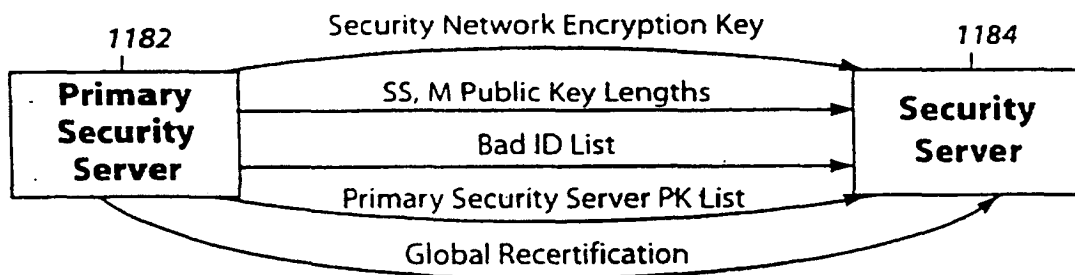 Security Network Encryption Key
1182
1184
Primary
Security
Server
SS, M Public Key Lengths
Bad ID List
Primary Security Server PK List
Global Recertification
Security
Server